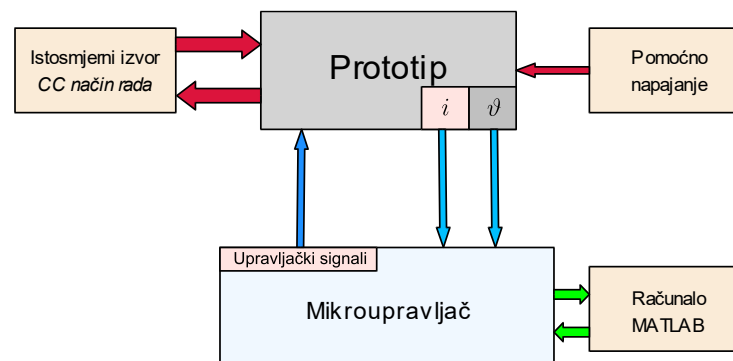 Istosmjerni izvor
CC način rada
Prototip
i
ϑ
Pomoćno
napajanje
Upravljački signali
Mikroupravljač
Računalo
MATLAB